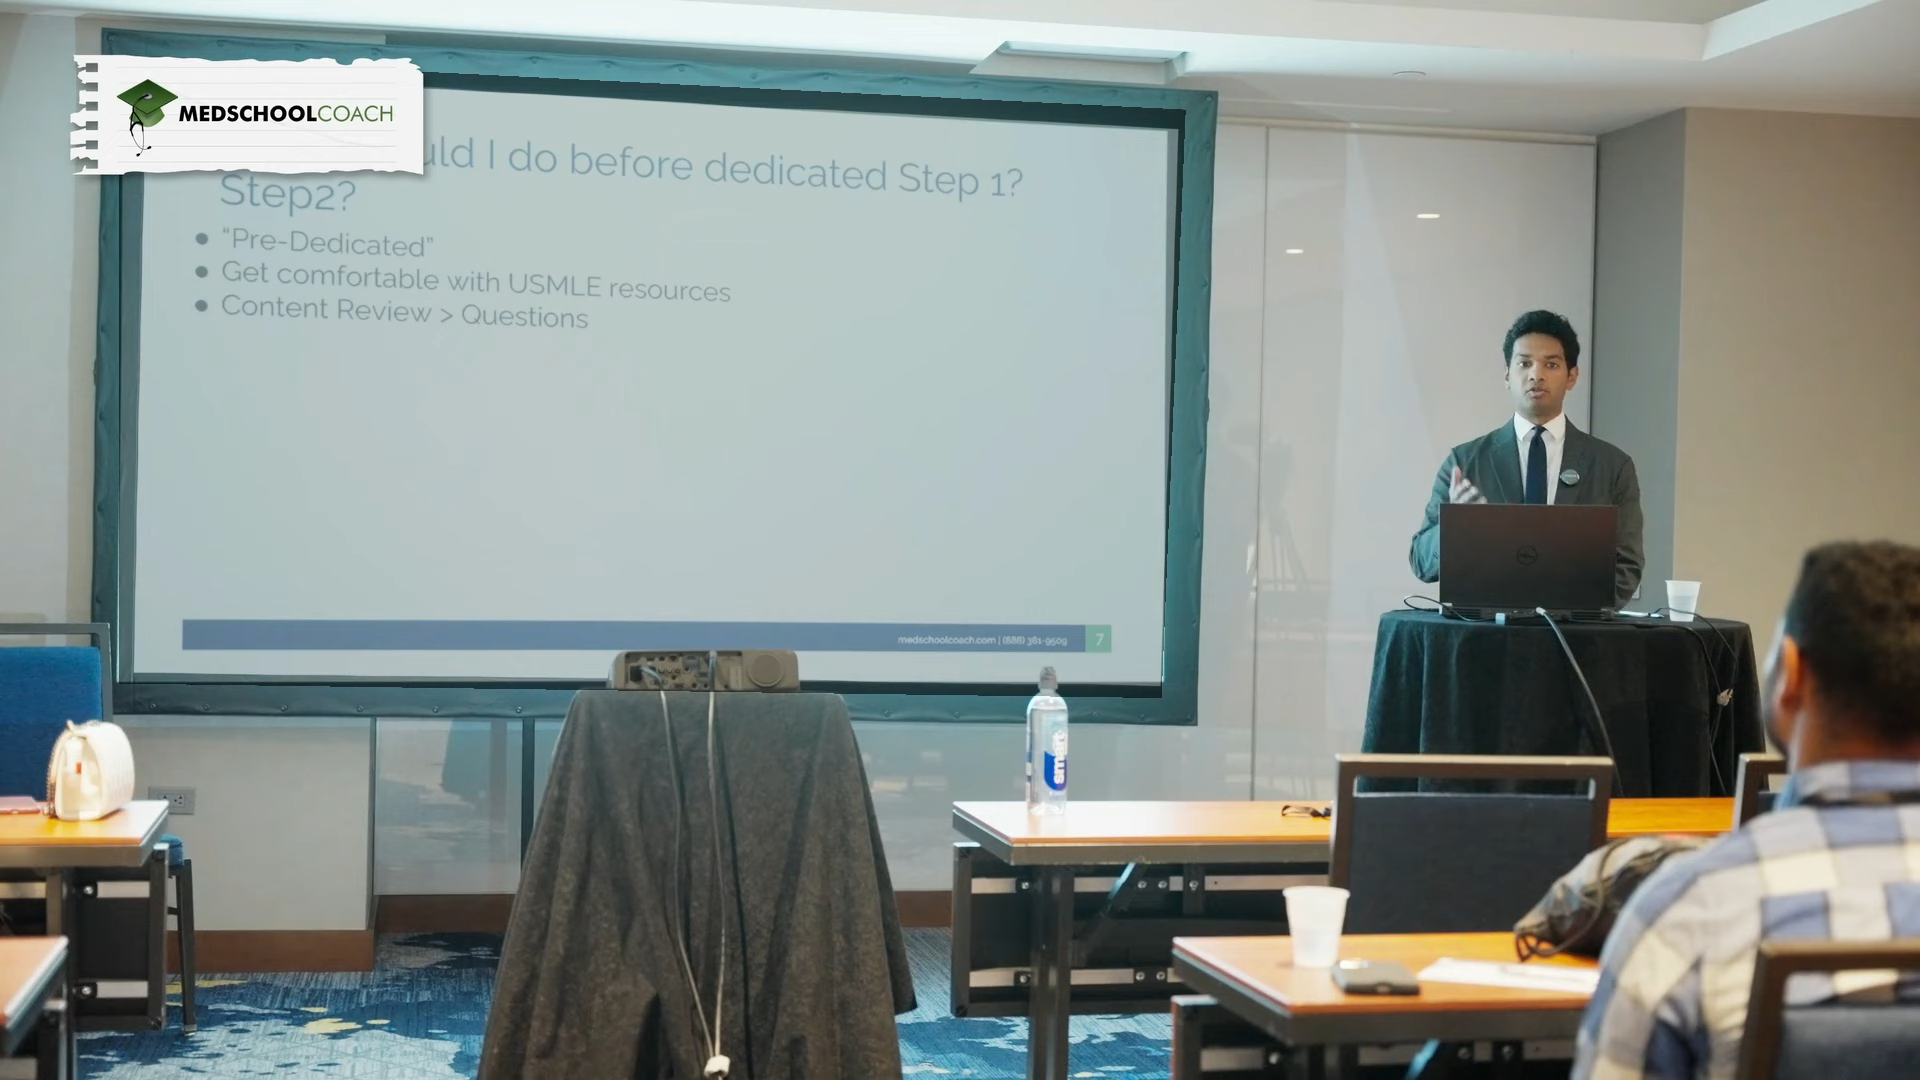 MEDSCHOOLCOACH
uld I do before dedicated Step 1?
Step2?
• “Pre-Dedicated”
• Get comfortable with USMLE resources
• Content Review > Questions
medschoolcoach.com | (888) 381-9509 7
smart